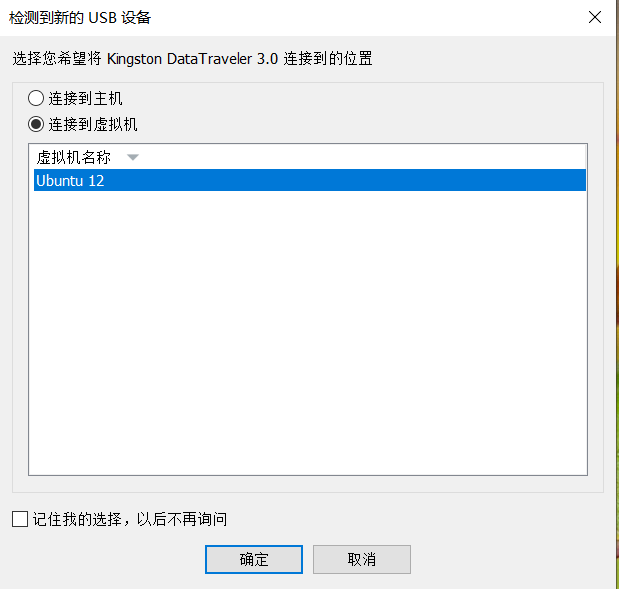 检测到新的 USB 设备
选择您希望将 Kingston DataTraveler 3.0 连接到的位置
连接到主机
连接到虚拟机
虚拟机名称
Ubuntu 12
记住我的选择，以后不再询问
确定
取消